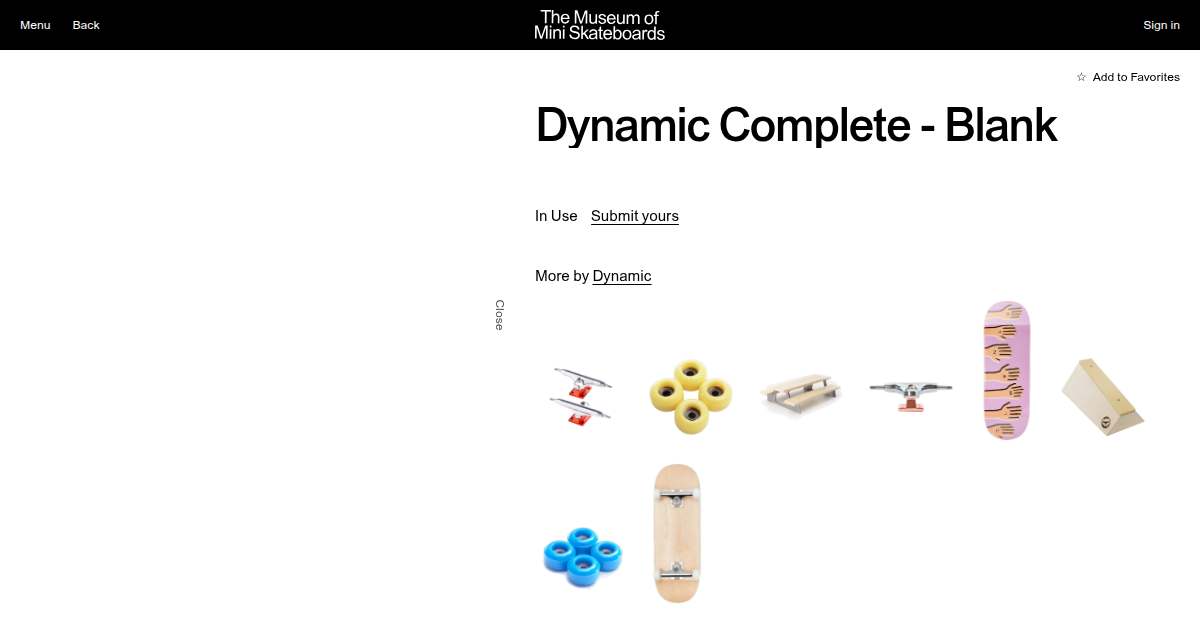 Menu
Back
The Museum of
Mini Skateboards
Sign in
☆ Add to Favorites
Dynamic Complete - Blank
In Use Submit yours
More by Dynamic
Close